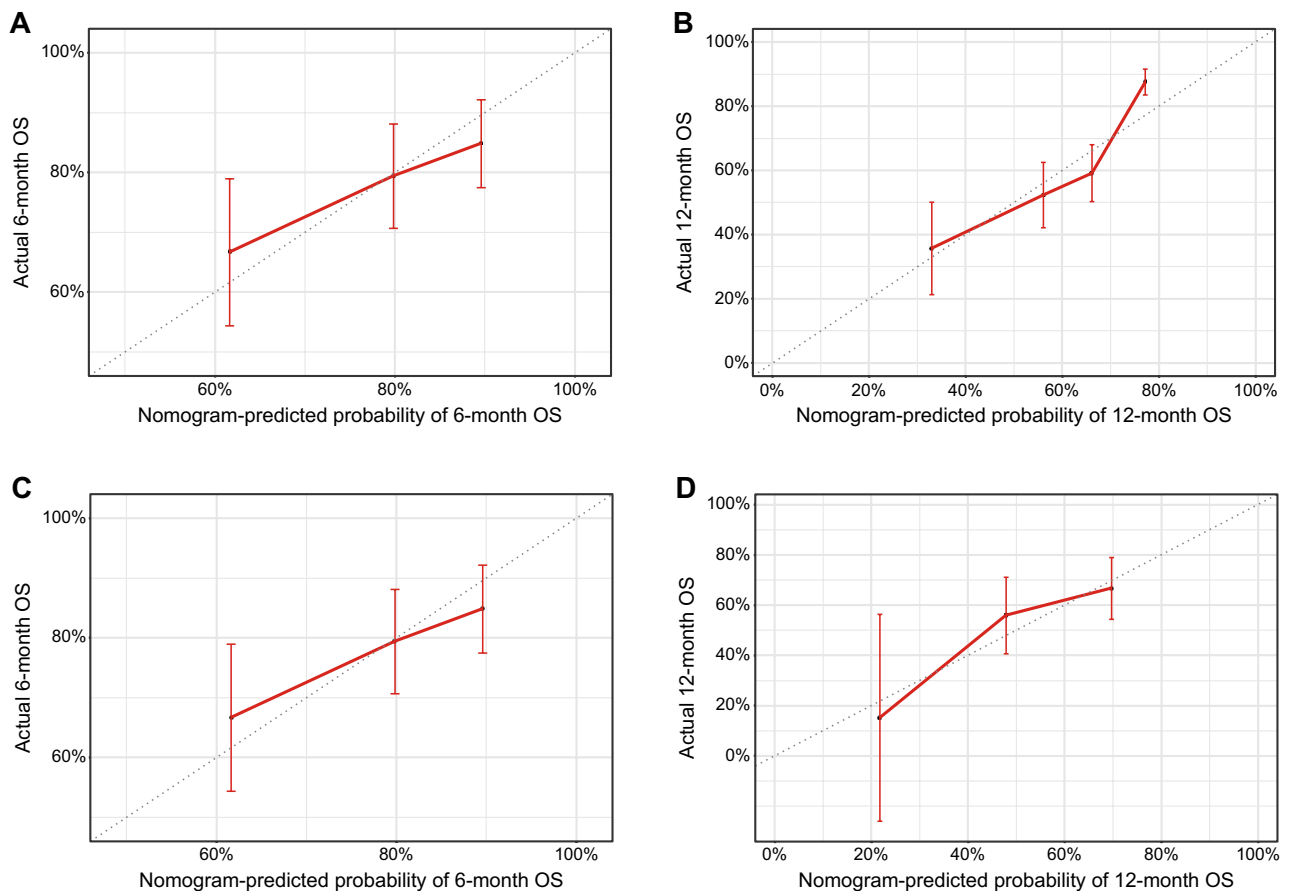 A
100%
80%
60%
Actual 6-month OS
60% 80% 100%
Nomogram-predicted probability of 6-month OS
B
100%
80%
60%
40%
20%
0%
Actual 12-month OS
0% 20% 40% 60% 80% 100%
Nomogram-predicted probability of 12-month OS
C
100%
80%
60%
Actual 6-month OS
60% 80% 100%
Nomogram-predicted probability of 6-month OS
D
100%
80%
60%
40%
20%
0%
Actual 12-month OS
0% 20% 40% 60% 80% 100%
Nomogram-predicted probability of 12-month OS